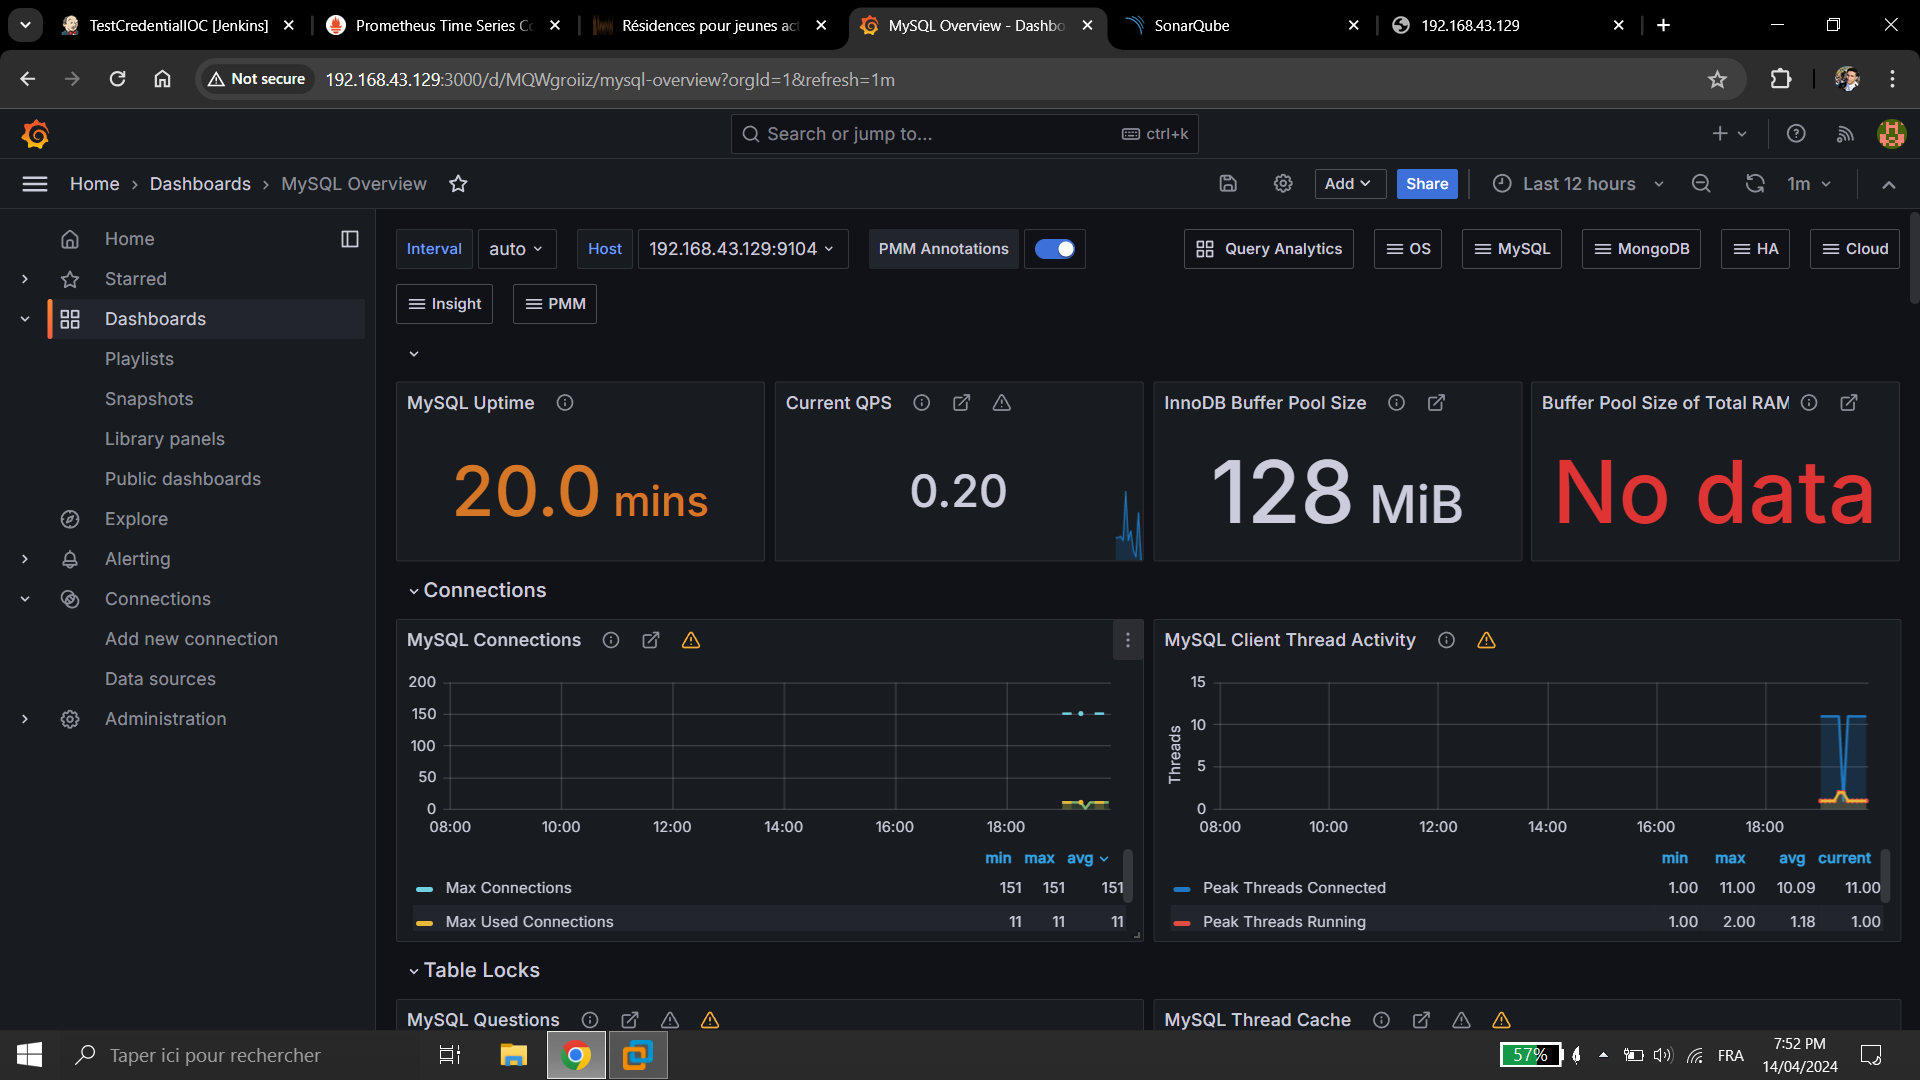 TestCredentialIOC [Jenkins]
Prometheus Time Series Co
Résidences pour jeunes act
MySQL Overview - Dashbo
SonarQube
192.168.43.129
Not secure
192.168.43.129:3000/d/MQWgroiiz/mysql-overview?orgId=1&refresh=1m
Search or jump to...
ctrl+k
Home
Dashboards
MySQL Overview
Add
Share
Last 12 hours
1m
Home
Starred
Dashboards
Playlists
Snapshots
Library panels
Public dashboards
Explore
Alerting
Connections
Add new connection
Data sources
Administration
Interval
auto
Host
192.168.43.129:9104
PMM Annotations
Query Analytics
OS
MySQL
MongoDB
HA
Cloud
Insight
PMM
MySQL Uptime
20.0 mins
Current QPS
0.20
InnoDB Buffer Pool Size
128 MiB
Buffer Pool Size of Total RAM
No data
Connections
MySQL Connections
200
150
100
50
0
08:00
10:00
12:00
14:00
16:00
18:00
min max avg
Max Connections 151 151 151
Max Used Connections 11 11 11
MySQL Client Thread Activity
Threads
15
10
5
0
08:00
10:00
12:00
14:00
16:00
18:00
min max avg current
Peak Threads Connected 1.00 11.00 10.09 11.00
Peak Threads Running 1.00 2.00 1.18 1.00
Table Locks
MySQL Questions
MySQL Thread Cache
Taper ici pour rechercher
57%
FRA
7:52 PM
14/04/2024